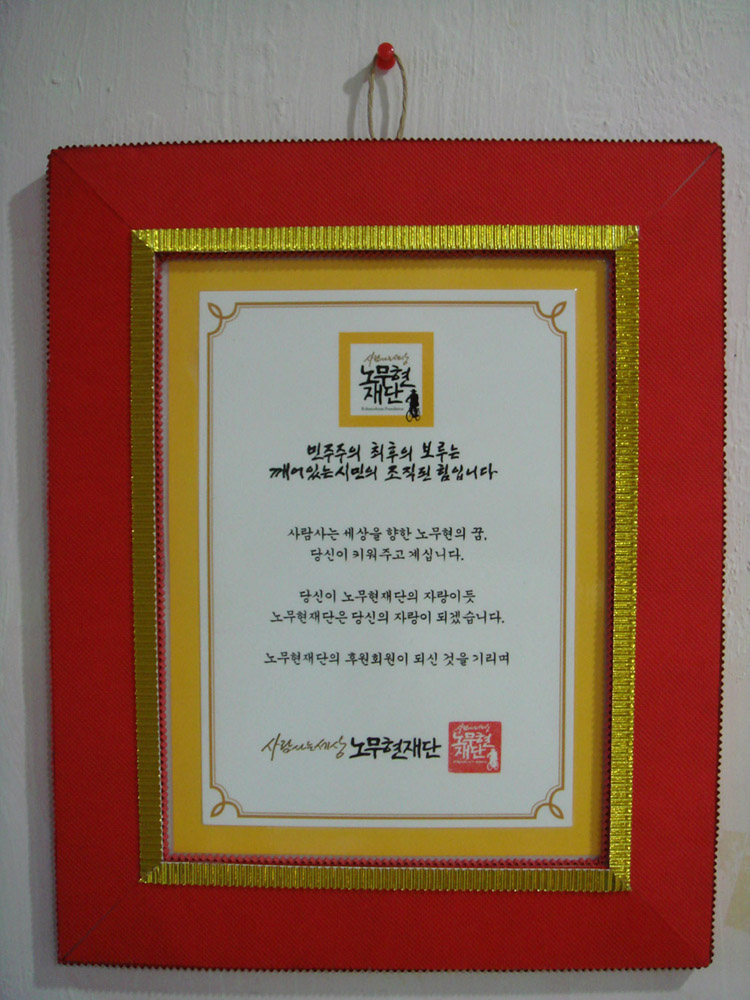 사람사는세상
노무현
재단
민주주의 최후의 보루는
깨어있는시민의 조직된 힘입니다
사람사는 세상을 향한 노무현의 꿈,
당신이 키워주고 계십니다.
당신이 노무현재단의 자랑이듯
노무현재단은 당신의 자랑이 되겠습니다.
노무현재단의 후원회원이 되신 것을 기리며
사람사는세상 노무현재단
사람사는세상
노무현
재단